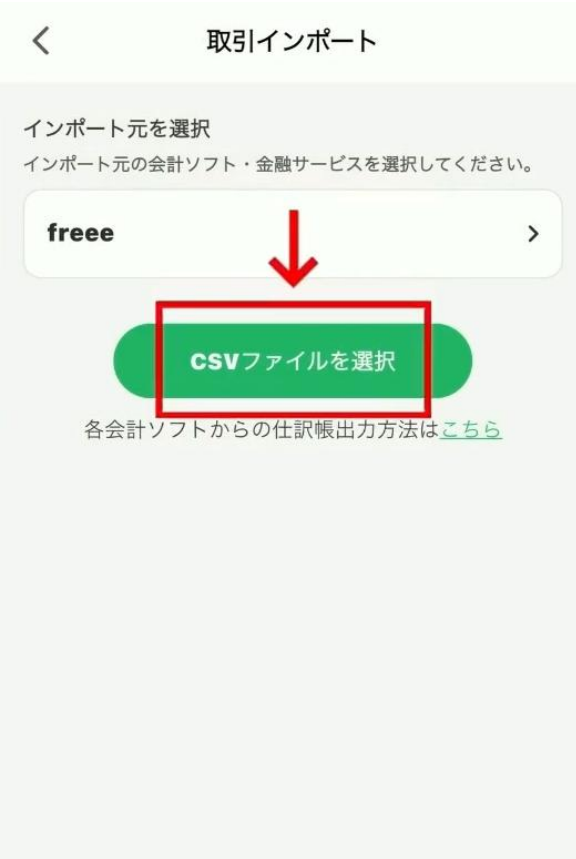 取引インポート
インポート元を選択
インポート元の会計ソフト・金融サービスを選択してください。
freee
CSVファイルを選択
各会計ソフトからの仕訳帳出力方法はこちら